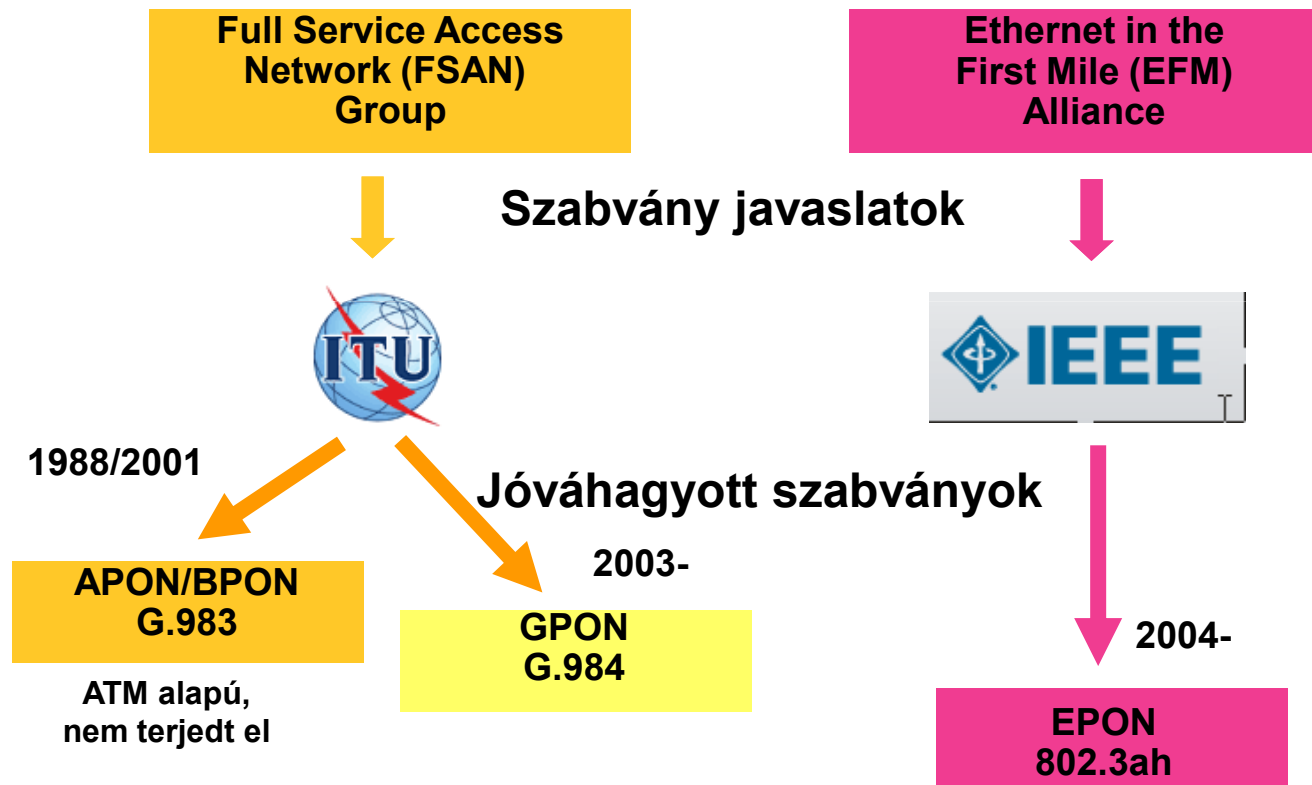 Full Service Access
Network (FSAN)
Group
Ethernet in the
First Mile (EFM)
Alliance
Szabvány javaslatok
ITU
IEEE
1988/2001
Jóváhagyott szabványok
2003-
APON/BPON
G.983
GPON
G.984
2004-
ATM alapú,
nem terjedt el
EPON
802.3ah